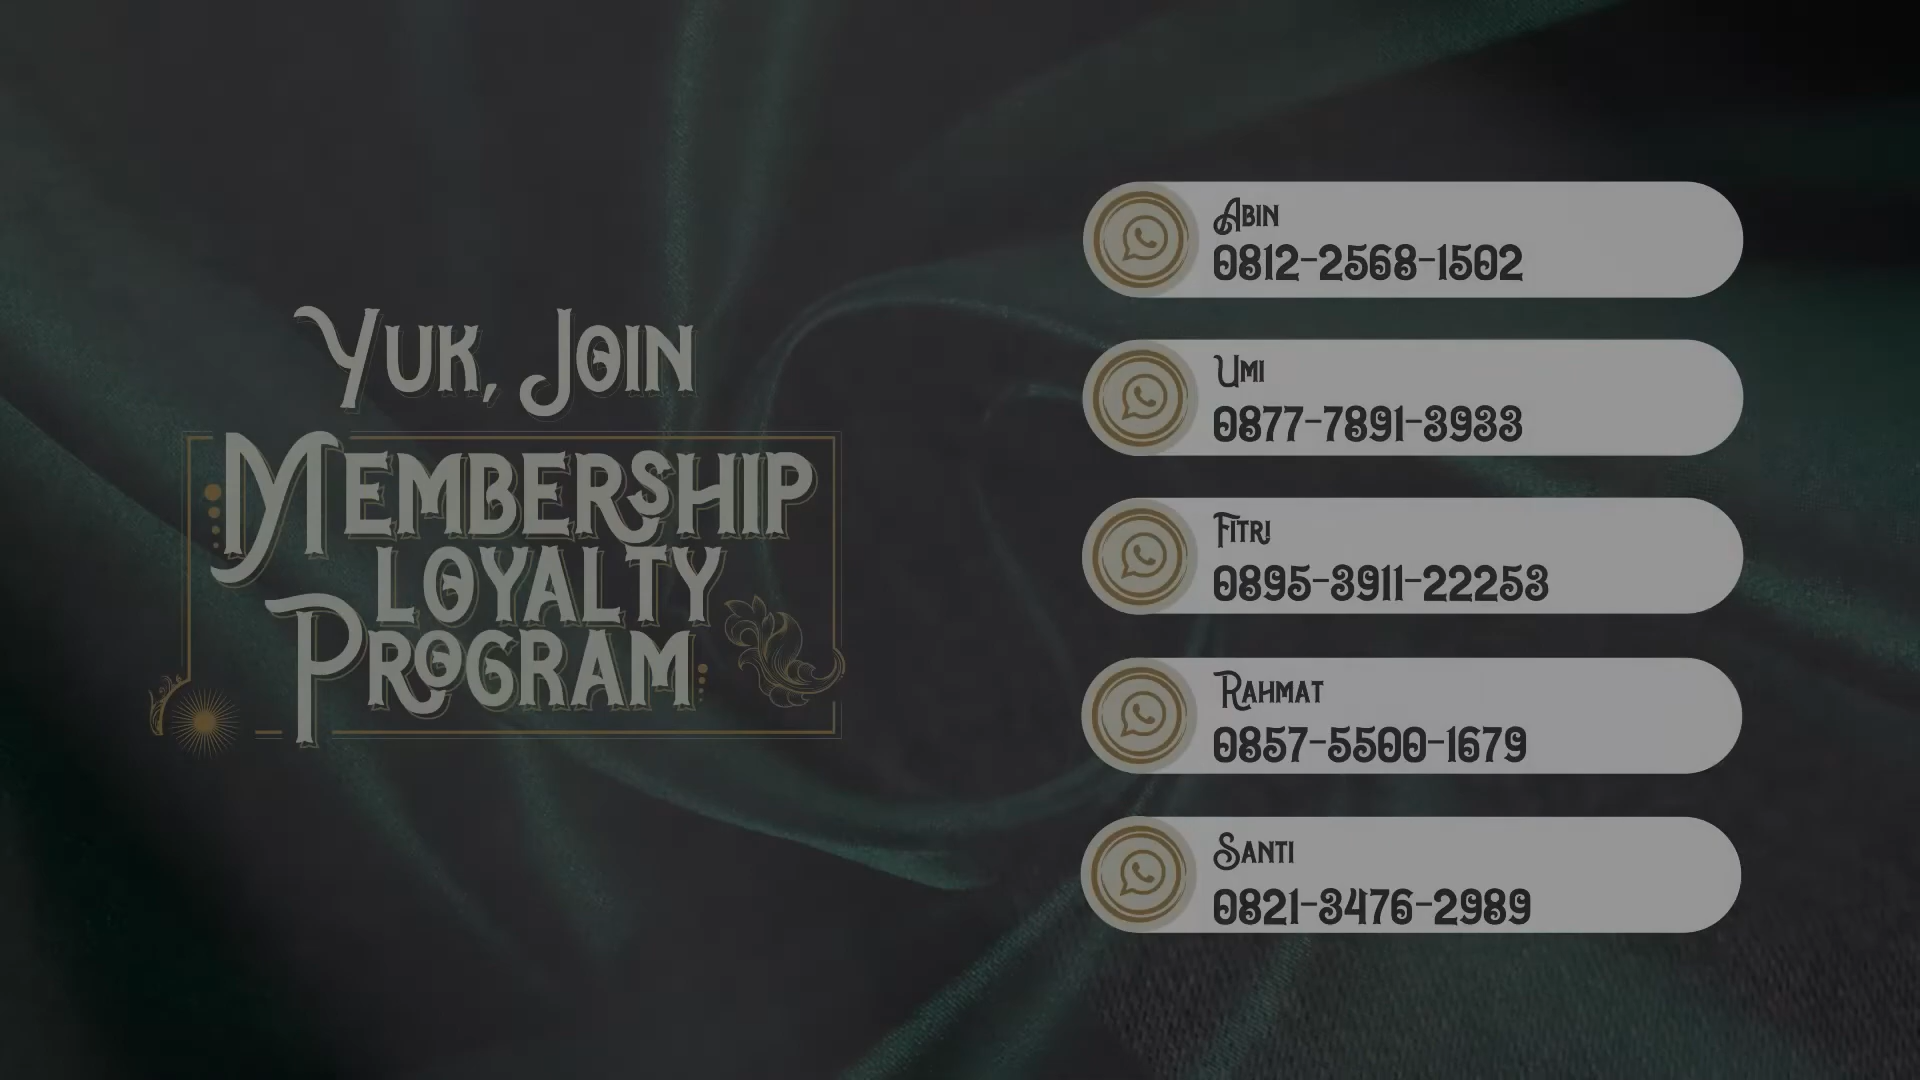 Yuk, Join
Membership
Loyalty
Program
Abin
0812-2568-1502
Umi
0877-7891-3933
Fitri
0895-3911-22253
Rahmat
0857-5500-1679
Santi
0821-3476-2989